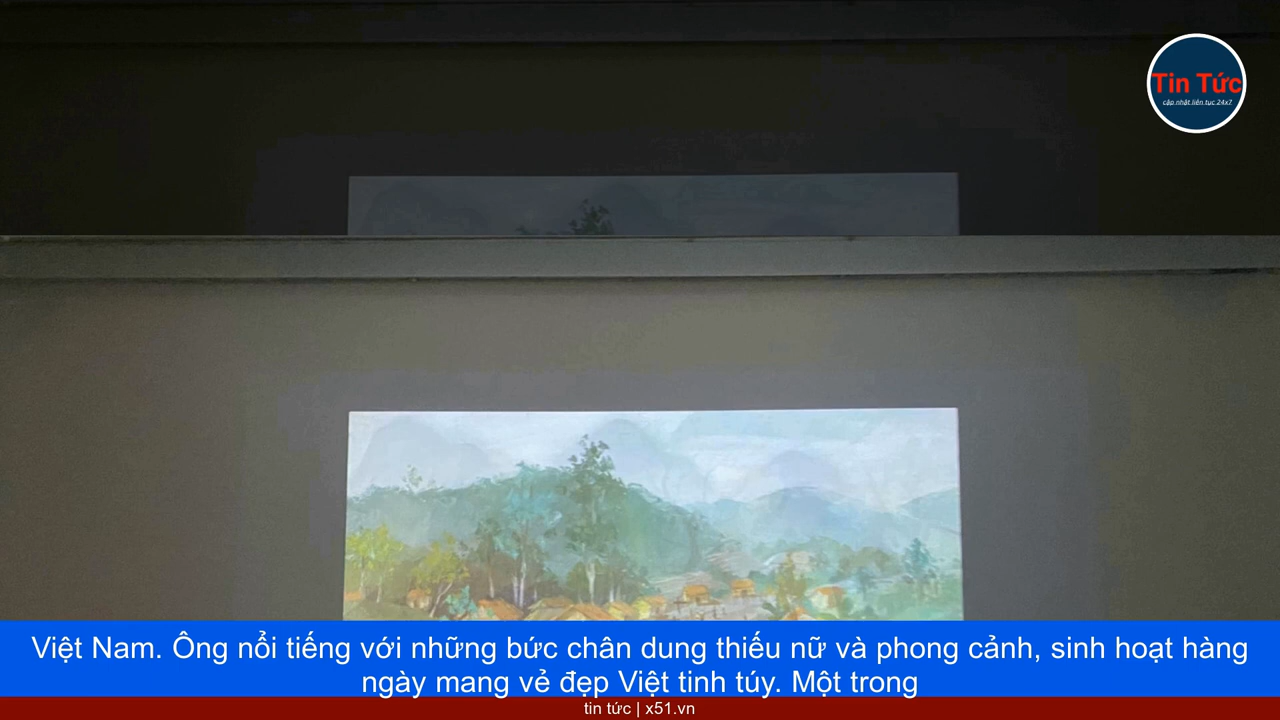 Tin Tức
cập nhật liên tục 24x7
Việt Nam. Ông nổi tiếng với những bức chân dung thiếu nữ và phong cảnh, sinh hoạt hàng
ngày mang vẻ đẹp Việt tinh túy. Một trong
tin tức | x51.vn